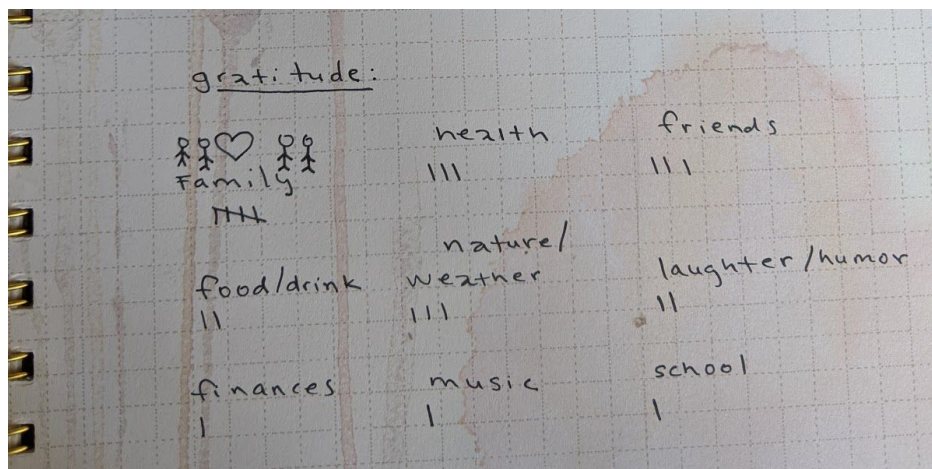 gratitude:
health
friends
|||
|||
Family
||||
nature/
food/drink
weather
laughter/humor
||
|||
||
finances
music
school
|
|
|